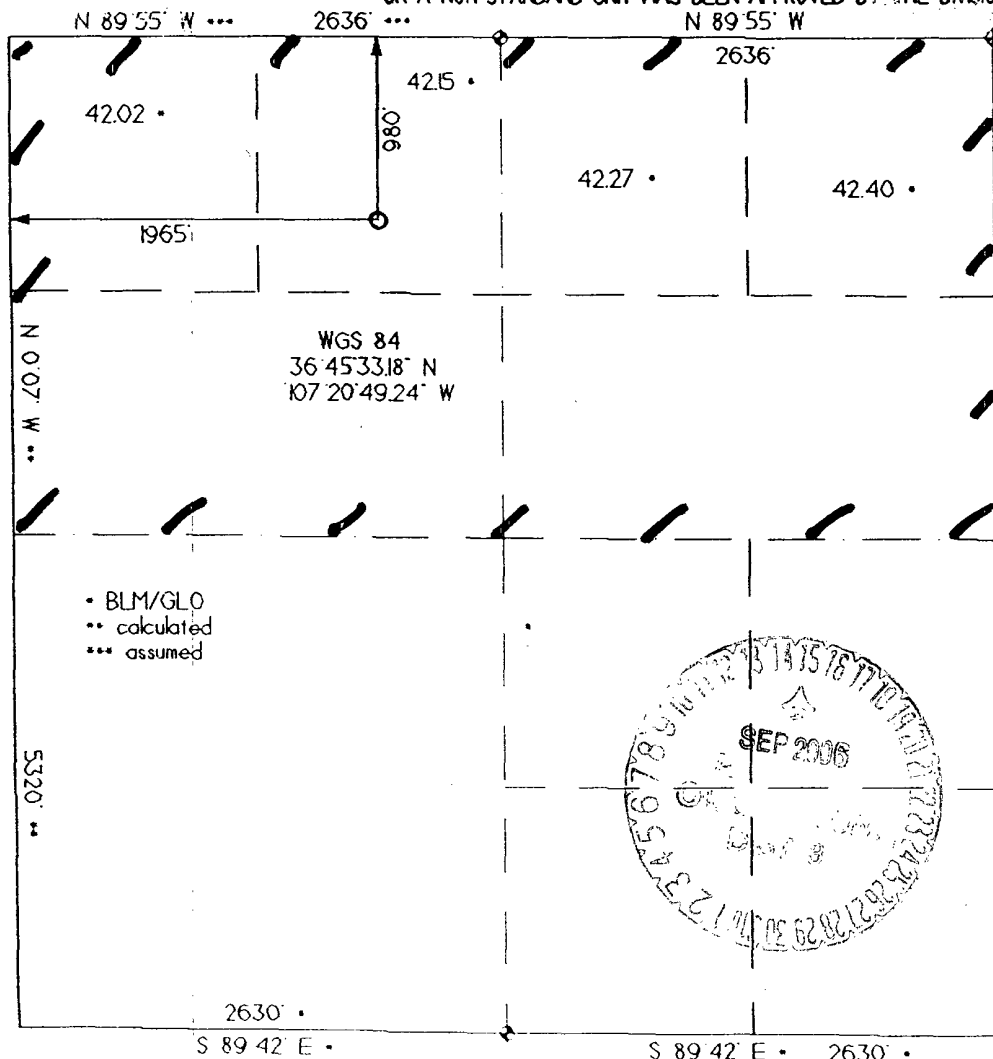 N 89°55' W *** 2636' *** N 89°55' W
2636'
42.15 *
42.02 *
980'
42.27 *
42.40 *
1965'
WGS 84
36°45'33.18" N
107°20'49.24" W
N 0°07' W **
* BLM/GLO
** calculated
*** assumed
SEP 2006
5320' **
2630' *
S 89°42' E * S 89°42' E * 2630' *